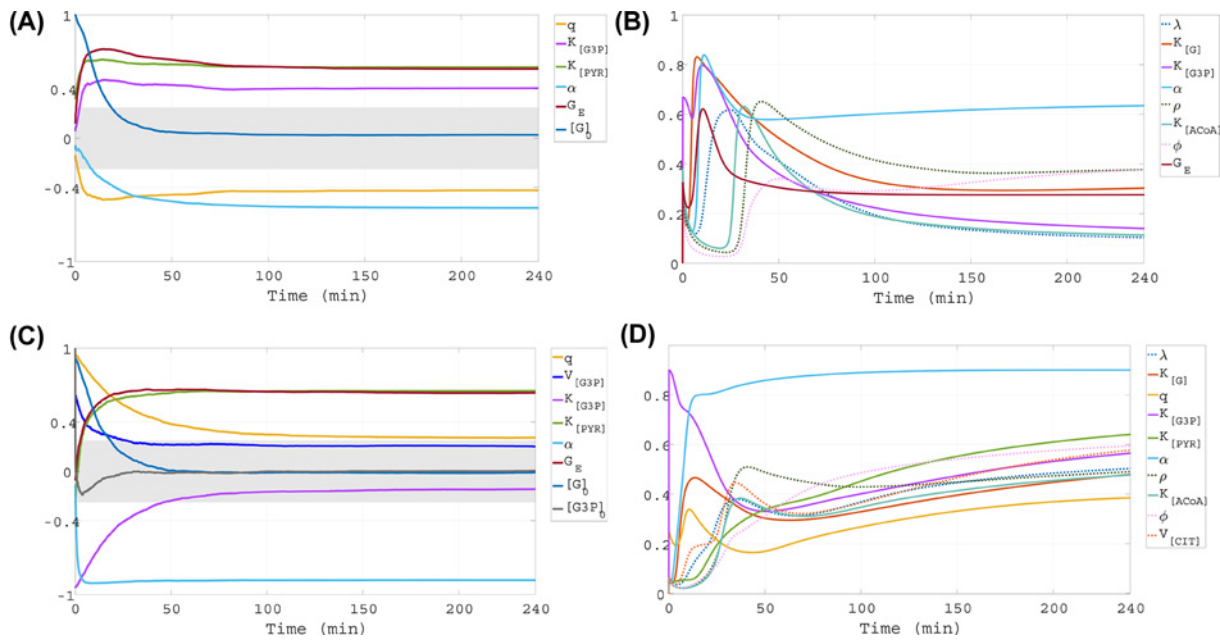 (A)
1
0.4
0
-0.4
-1
0 50 100 150 200 240
Time (min)
q
K[G3P]
K[PYR]
α
GE
[G]0
(B)
1
0.8
0.6
0.4
0.2
0
0 50 100 150 200 240
Time (min)
λ
K[G]
K[G3P]
α
ρ
K[ACoA]
ϕ
GE
(C)
1
0.4
0
-0.4
-1
0 50 100 150 200 240
Time (min)
q
V[G3P]
K[G3P]
K[PYR]
α
GE
[G]0
[G3P]0
(D)
0.8
0.6
0.4
0.2
0
0 50 100 150 200 240
Time (min)
λ
K[G]
q
K[G3P]
K[PYR]
α
ρ
K[ACoA]
ϕ
V[CIT]